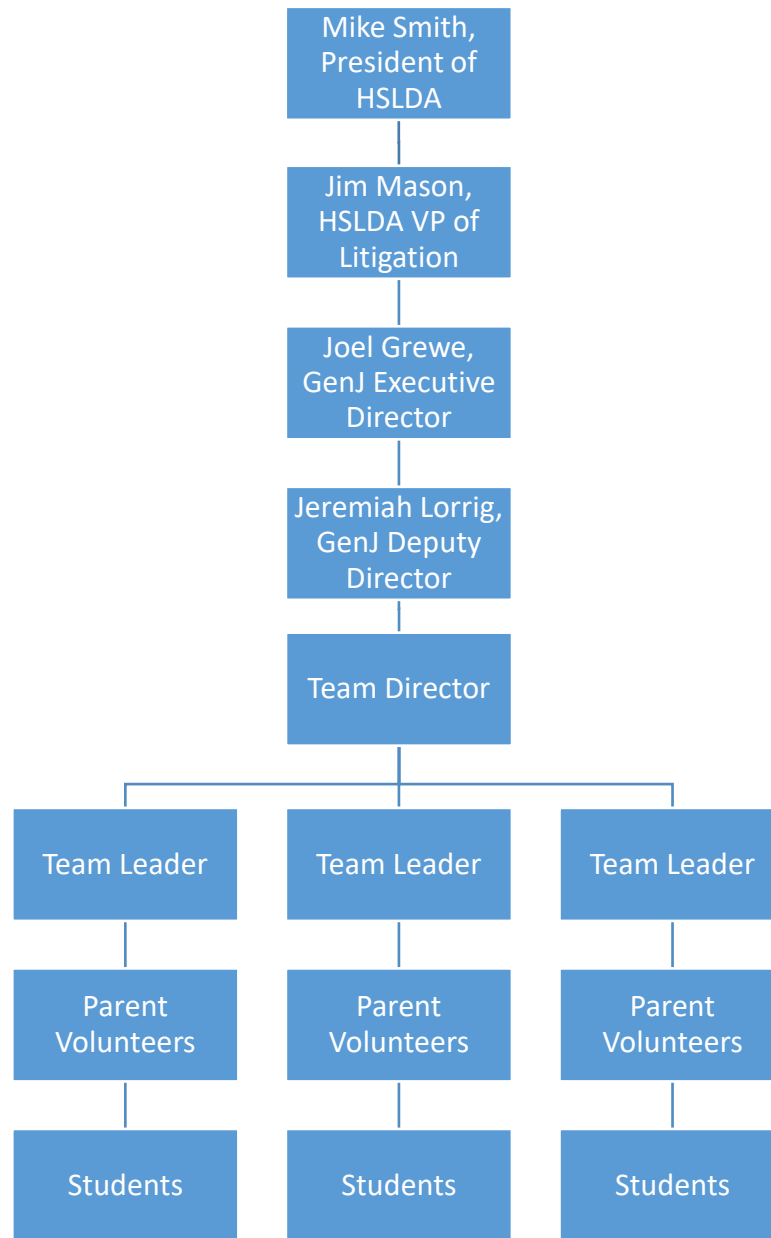 Mike Smith,
President of
HSLDA
Jim Mason,
HSLDA VP of
Litigation
Joel Grewe,
GenJ Executive
Director
Jeremiah Lorrig,
GenJ Deputy
Director
Team Director
Team Leader
Team Leader
Team Leader
Parent
Volunteers
Parent
Volunteers
Parent
Volunteers
Students
Students
Students